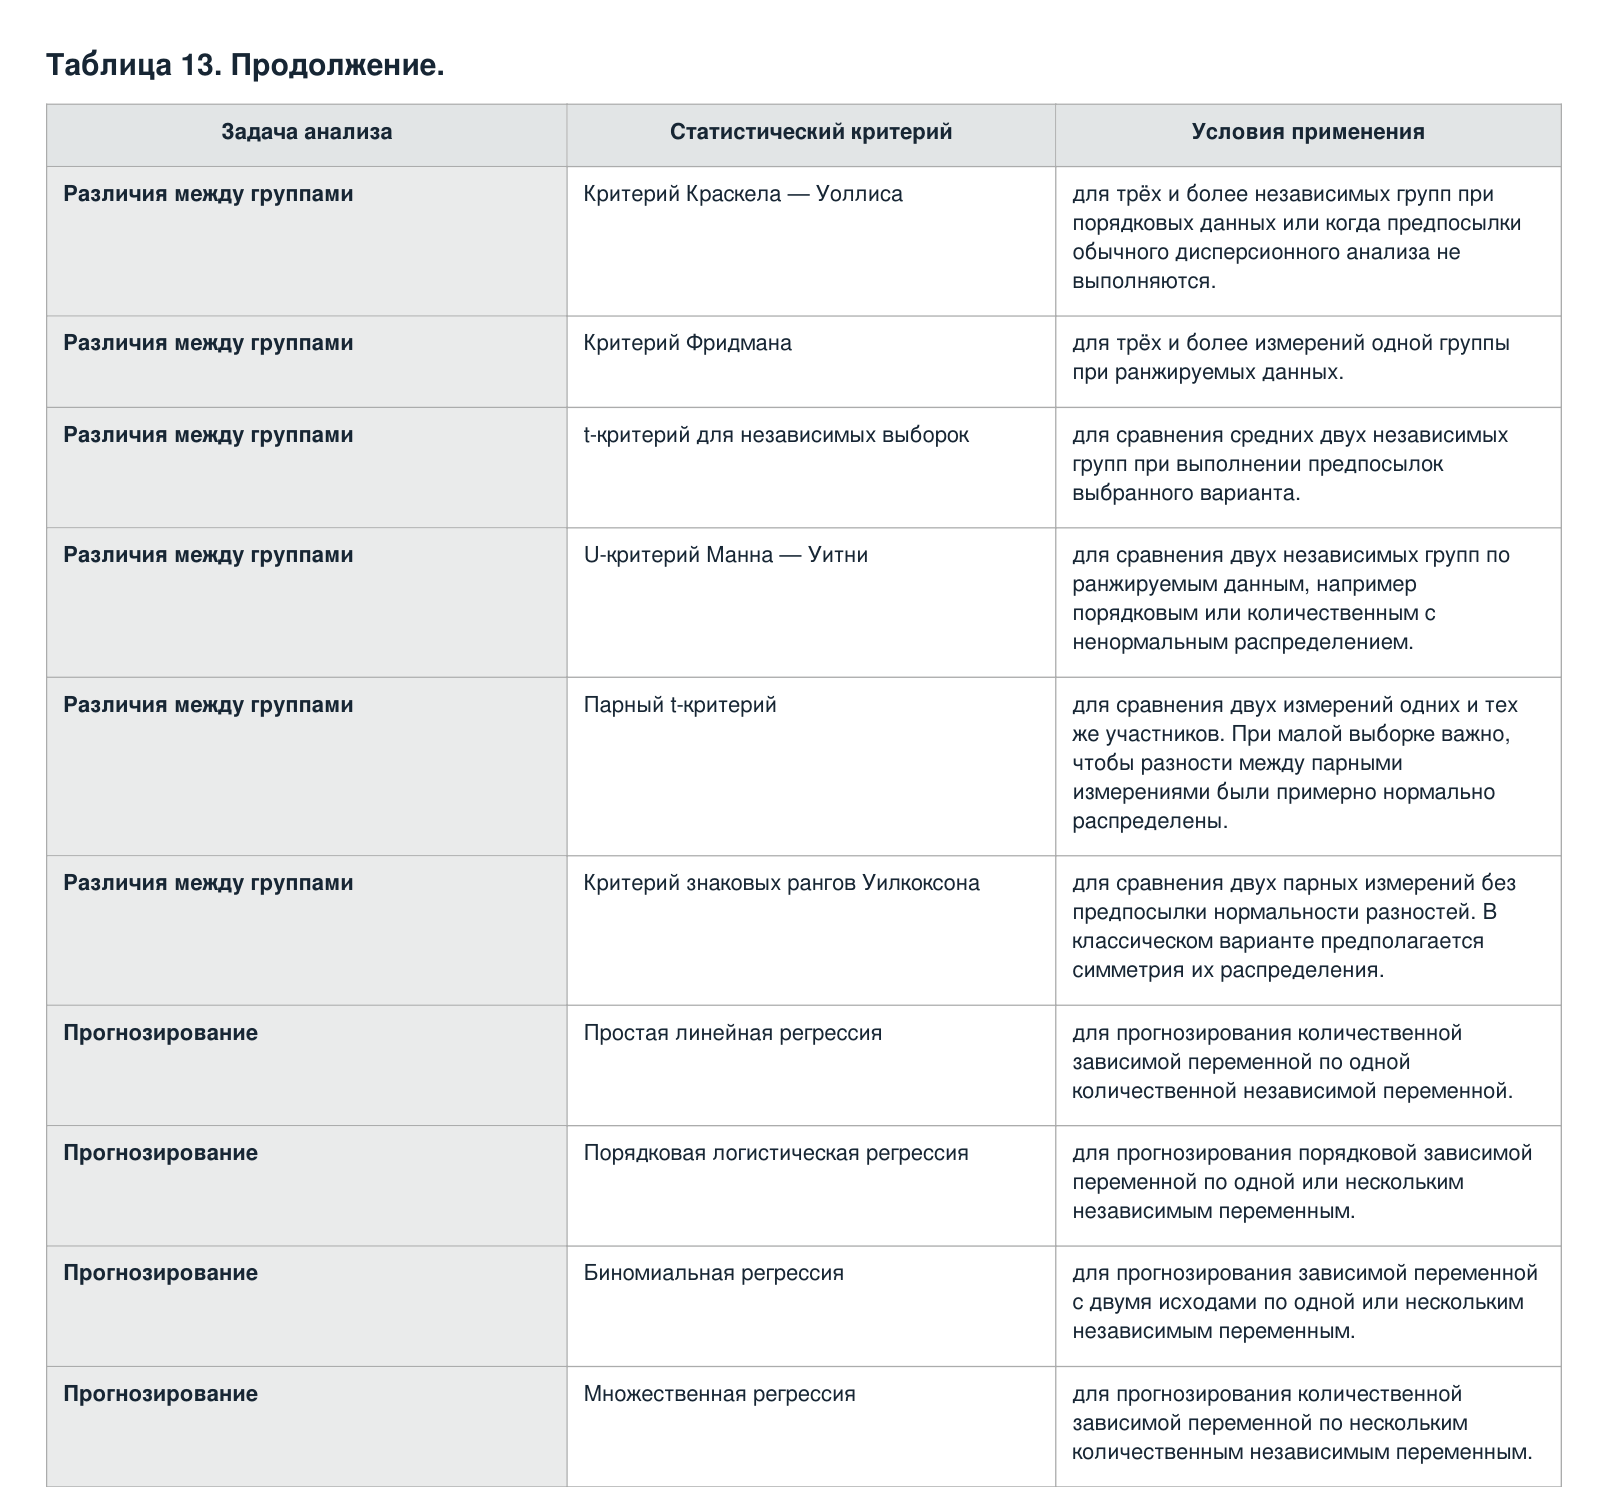 Таблица 13. Продолжение.
Задача анализа
Статистический критерий
Условия применения
Различия между группами
Критерий Краскела — Уоллиса
для трёх и более независимых групп при
порядковых данных или когда предпосылки
обычного дисперсионного анализа не
выполняются.
Различия между группами
Критерий Фридмана
для трёх и более измерений одной группы
при ранжируемых данных.
Различия между группами
t-критерий для независимых выборок
для сравнения средних двух независимых
групп при выполнении предпосылок
выбранного варианта.
Различия между группами
U-критерий Манна — Уитни
для сравнения двух независимых групп по
ранжируемым данным, например
порядковым или количественным с
ненормальным распределением.
Различия между группами
Парный t-критерий
для сравнения двух измерений одних и тех
же участников. При малой выборке важно,
чтобы разности между парными
измерениями были примерно нормально
распределены.
Различия между группами
Критерий знаковых рангов Уилкоксона
для сравнения двух парных измерений без
предпосылки нормальности разностей. В
классическом варианте предполагается
симметрия их распределения.
Прогнозирование
Простая линейная регрессия
для прогнозирования количественной
зависимой переменной по одной
количественной независимой переменной.
Прогнозирование
Порядковая логистическая регрессия
для прогнозирования порядковой зависимой
переменной по одной или нескольким
независимым переменным.
Прогнозирование
Биномиальная регрессия
для прогнозирования зависимой переменной
с двумя исходами по одной или нескольким
независимым переменным.
Прогнозирование
Множественная регрессия
для прогнозирования количественной
зависимой переменной по нескольким
количественным независимым переменным.